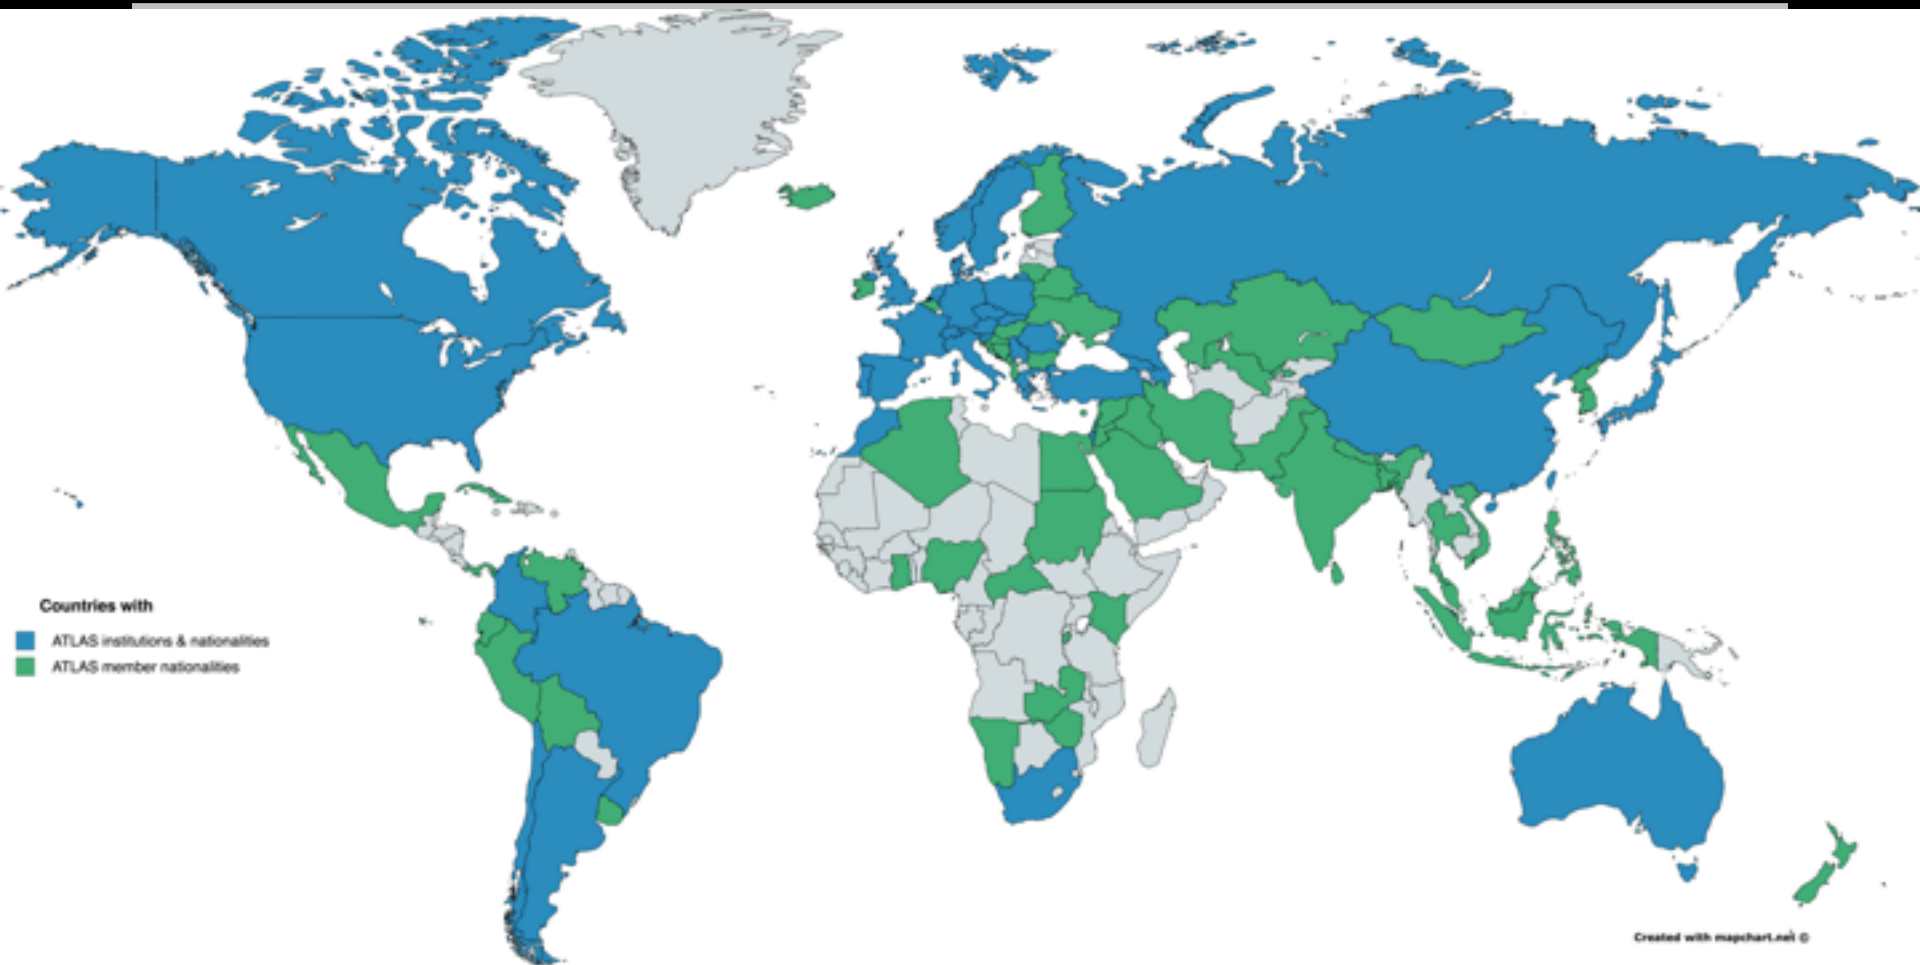 Countries with
ATLAS institutions & nationalities
ATLAS member nationalities
Created with mapchart.net ©